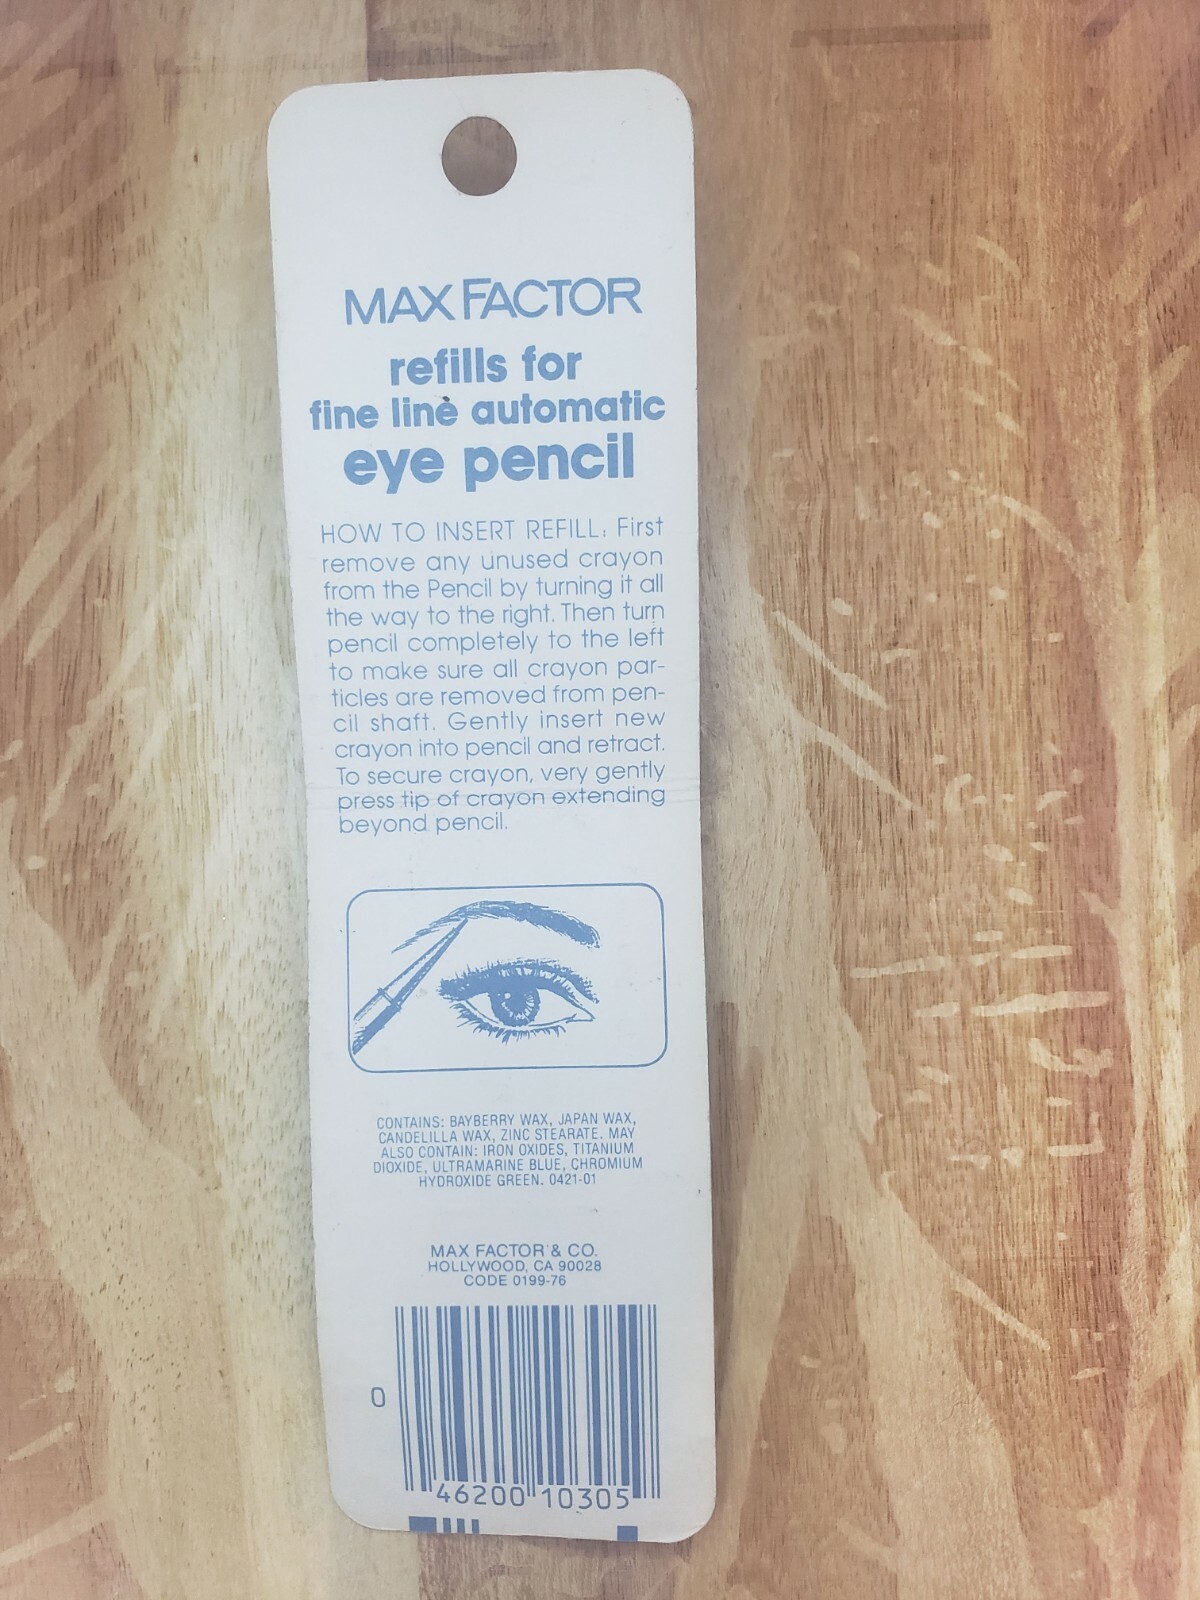 MAX FACTOR
refills for
fine line automatic
eye pencil
HOW TO INSERT REFILL: First
remove any unused crayon
from the Pencil by turning it all
the way to the right. Then turn
pencil completely to the left
to make sure all crayon par-
ticles are removed from pen-
cil shaft. Gently insert new
crayon into pencil and retract.
To secure crayon, very gently
press tip of crayon extending
beyond pencil.
CONTAINS: BAYBERRY WAX, JAPAN WAX,
CANDELILLA WAX, ZINC STEARATE. MAY
ALSO CONTAIN: IRON OXIDES, TITANIUM
DIOXIDE, ULTRAMARINE BLUE, CHROMIUM
HYDROXIDE GREEN. 0421-01
MAX FACTOR & CO.
HOLLYWOOD, CA 90028
CODE 0199-76
0 46200 10305